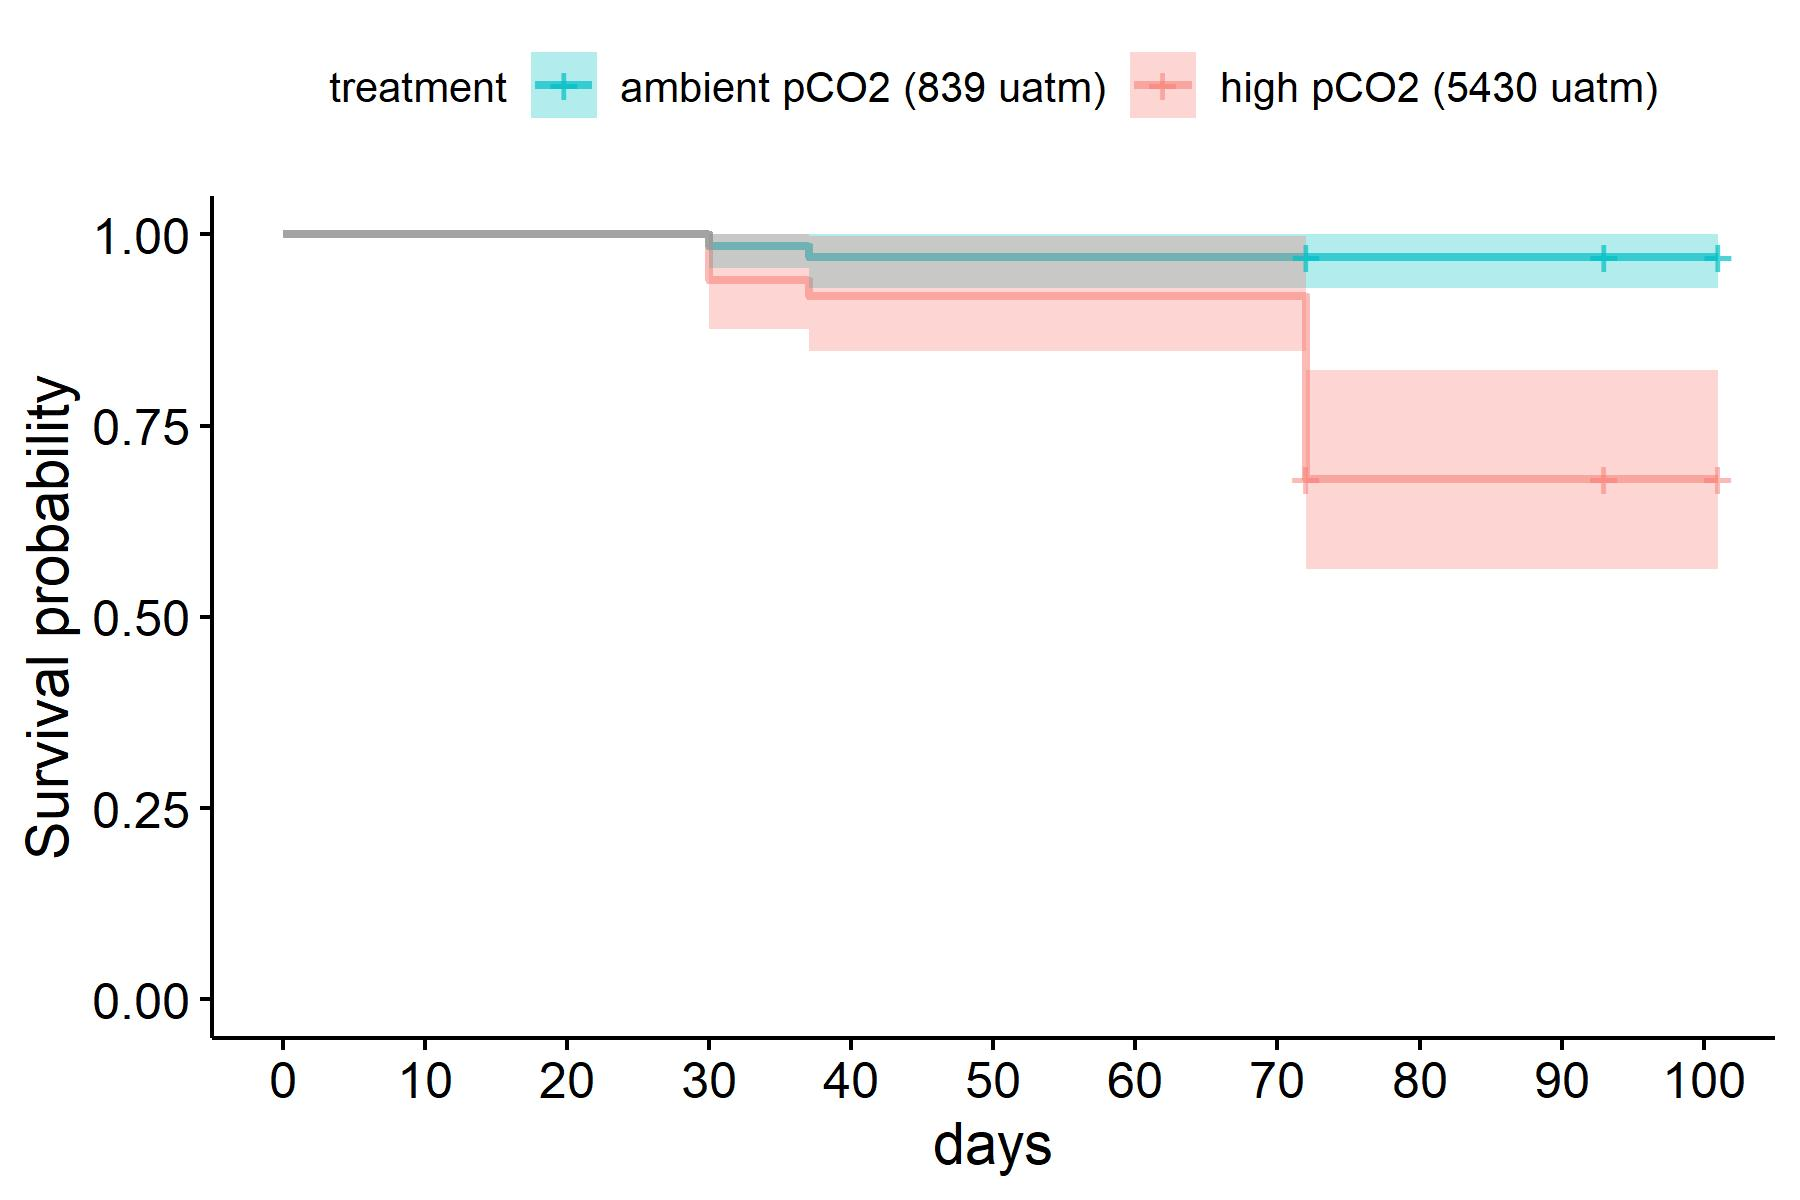 treatment ambient pCO2 (839 uatm) high pCO2 (5430 uatm)
Survival probability
1.00
0.75
0.50
0.25
0.00
0 10 20 30 40 50 60 70 80 90 100
days